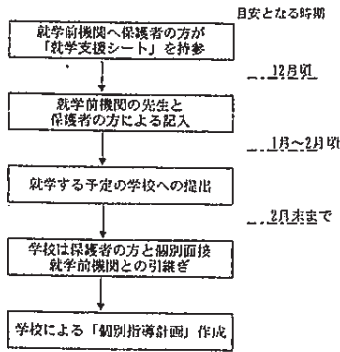 目安となる時期
就学前機関へ保護者の方が
「就学支援シート」を持参
12月頃
就学前機関の先生と
保護者の方による記入
1月～2月頃
就学する予定の学校への提出
2月末まで
学校は保護者の方と個別面接
就学前機関との引継ぎ
学校による「個別指導計画」作成